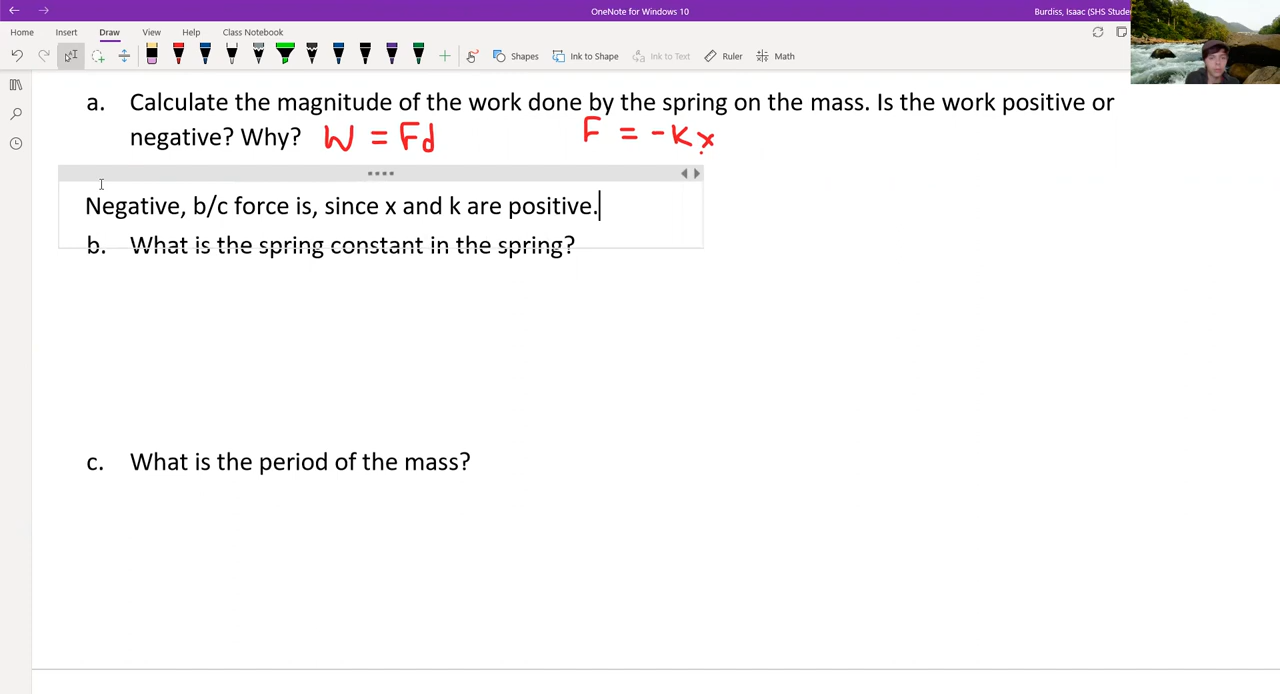 OneNote for Windows 10
Burdiss, Isaac (SHS Stude
Home Insert Draw View Help Class Notebook
Shapes Ink to Shape Ink to Text Ruler Math
a. Calculate the magnitude of the work done by the spring on the mass. Is the work positive or
negative? Why? W = Fd F = -kx
Negative, b/c force is, since x and k are positive.
b. What is the spring constant in the spring?
c. What is the period of the mass?